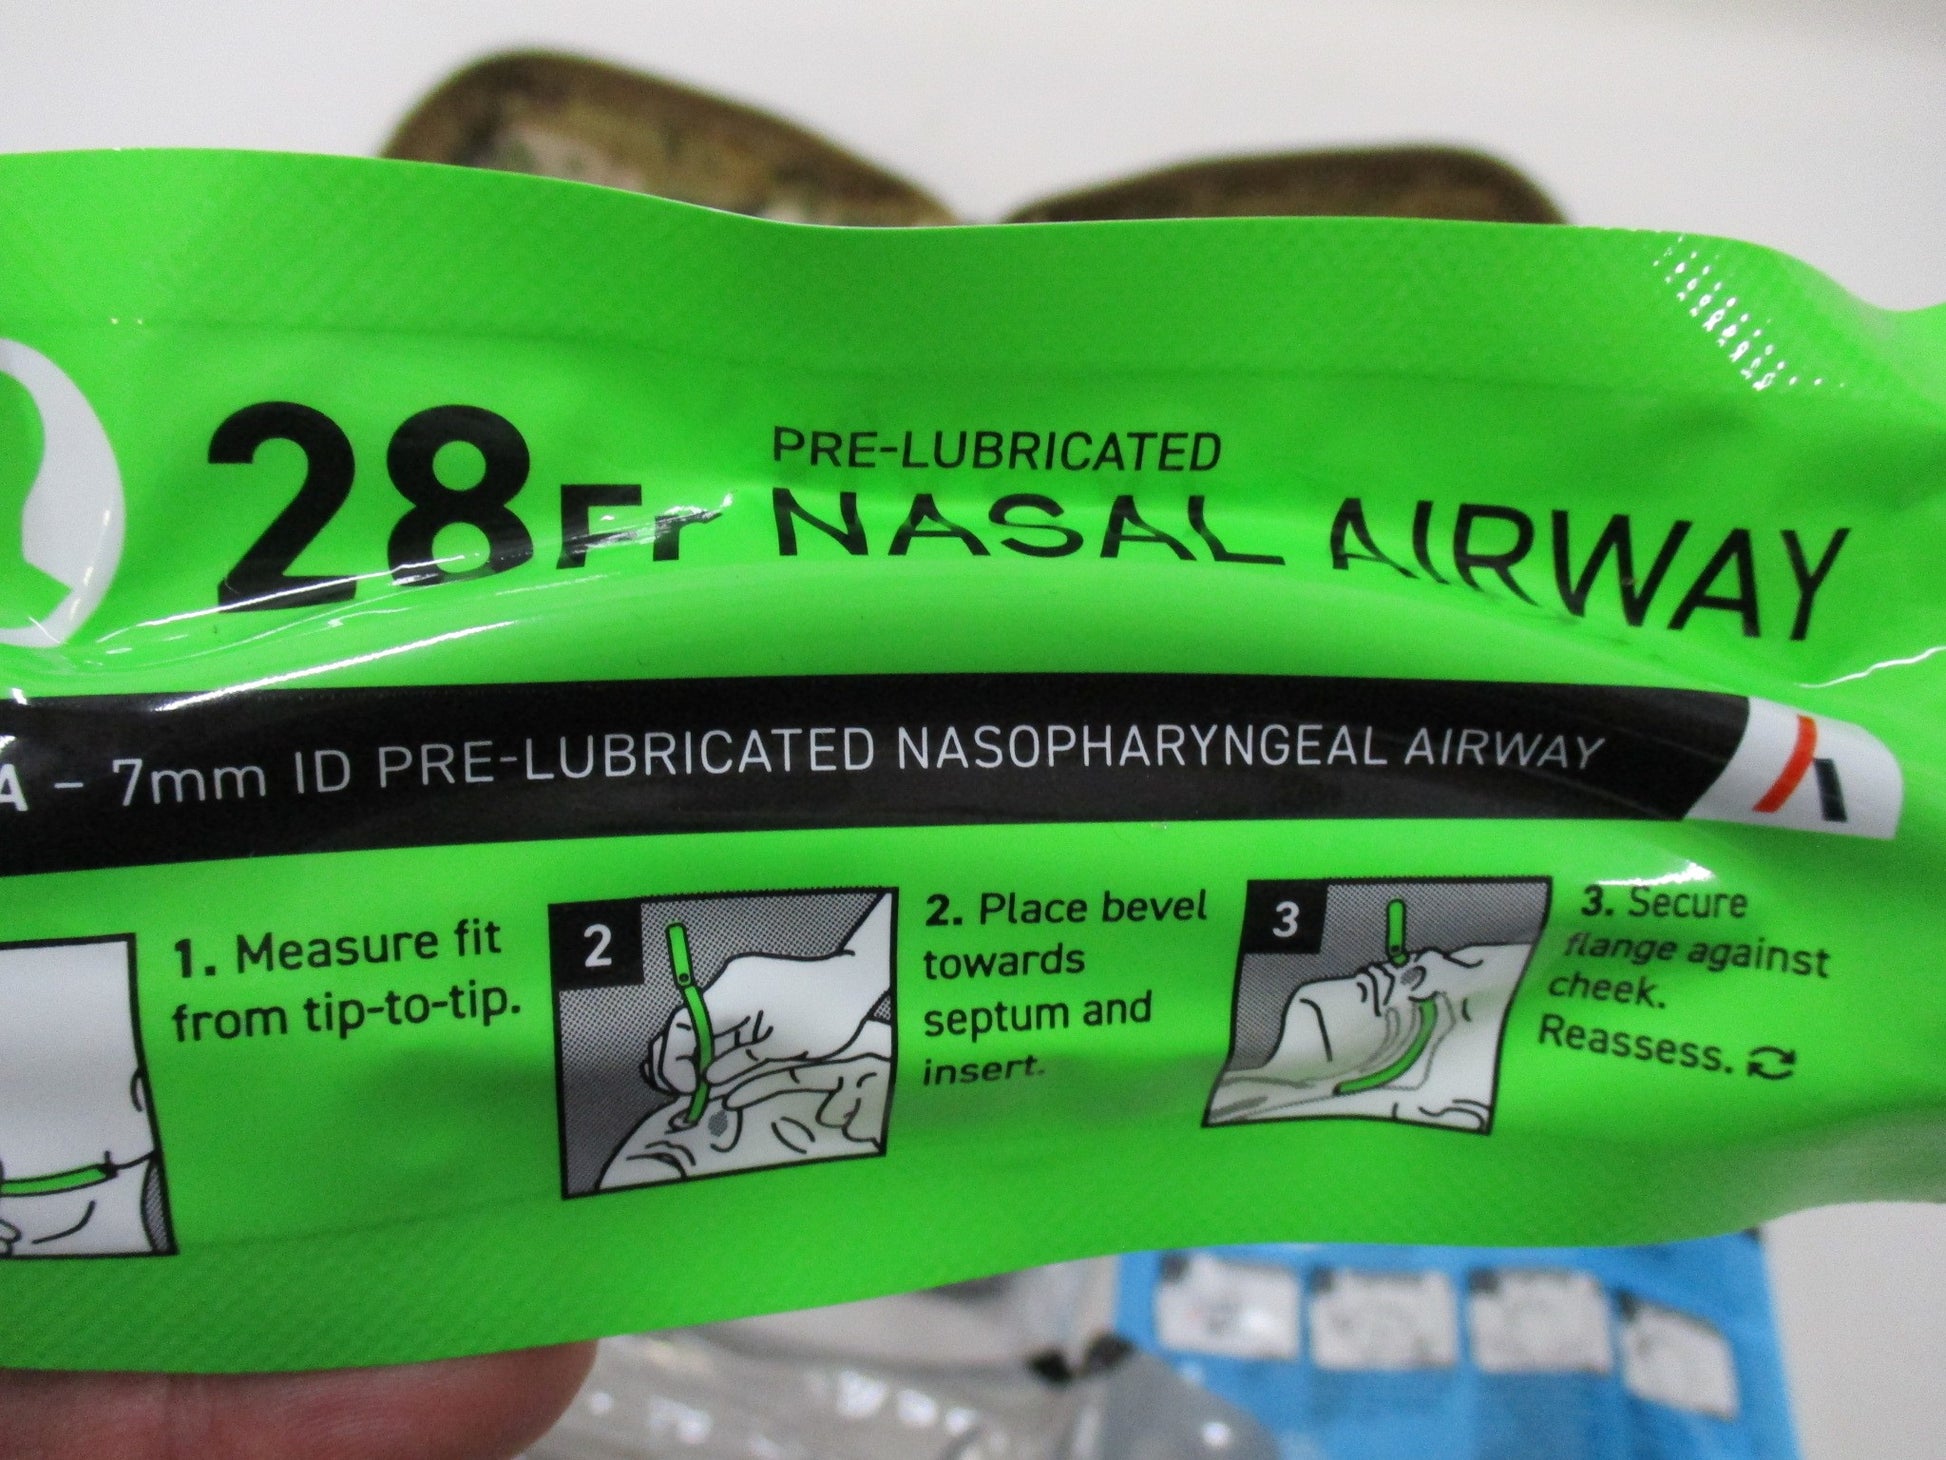 28Fr
PRE-LUBRICATED
NASAL AIRWAY
A – 7mm ID PRE-LUBRICATED NASOPHARYNGEAL AIRWAY
1. Measure fit
from tip-to-tip.
2
2. Place bevel
towards
septum and
insert.
3
3. Secure
flange against
cheek.
Reassess.